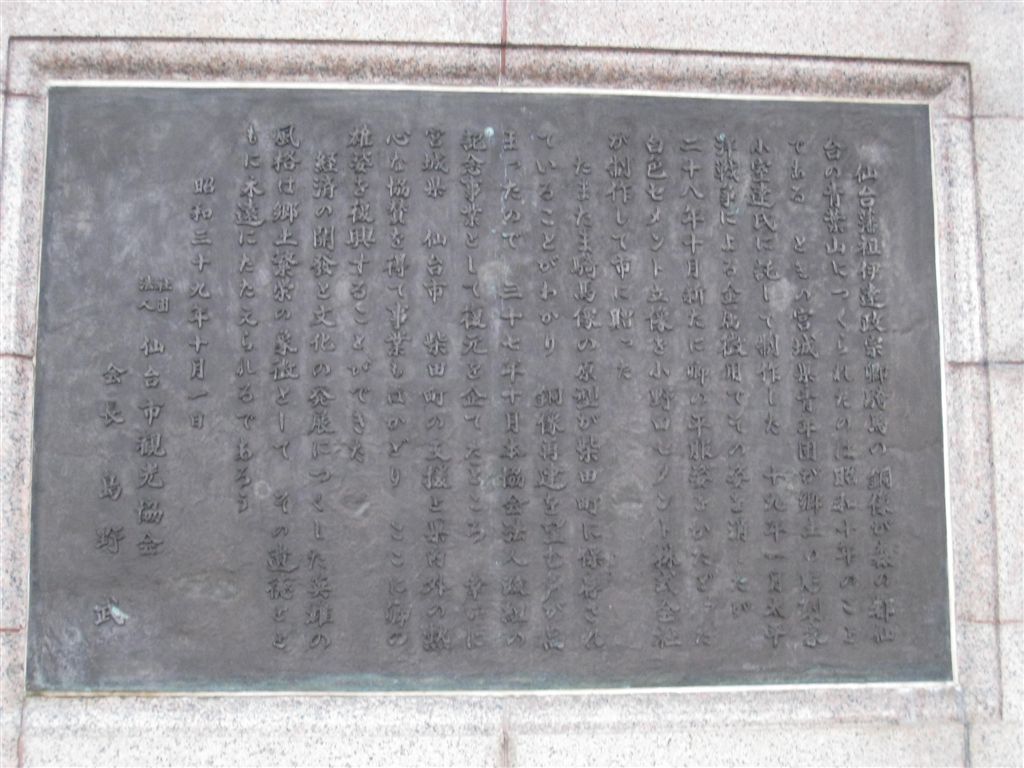 仙台藩祖伊達政宗卿騎馬の銅像が森の都仙
台の青葉山につくられたのは昭和十年のこと
である ときの宮城県青年団が郷土の彫刻家
小室達氏に託して制作した 十九年一月太平
洋戦争による金属徴用でその姿を消したが
二十八年十月新たに卿の平服姿をかたどった
白色セメント立像を小野田セメント株式会社
が制作して市に贈った
たまたま騎馬像の原型が柴田町に保存さん
ていることがわかり 銅像再建を望む声が高
まったので 三十七年十月本協会法人設立の
記念事業として復元を企てたところ 幸いに
宮城県 仙台市 柴田町の支援と県内外の熱
心な協賛を得て事業もはかどり ここに卿の
雄姿を復興することができた
経済の開発と文化の発展につくした英雄の
風格は郷土繁栄の象徴として その遺徳とと
もに永遠にたたえられるであろう
昭和三十九年十月一日
社団法人 仙台市観光協会
会長 島野 武